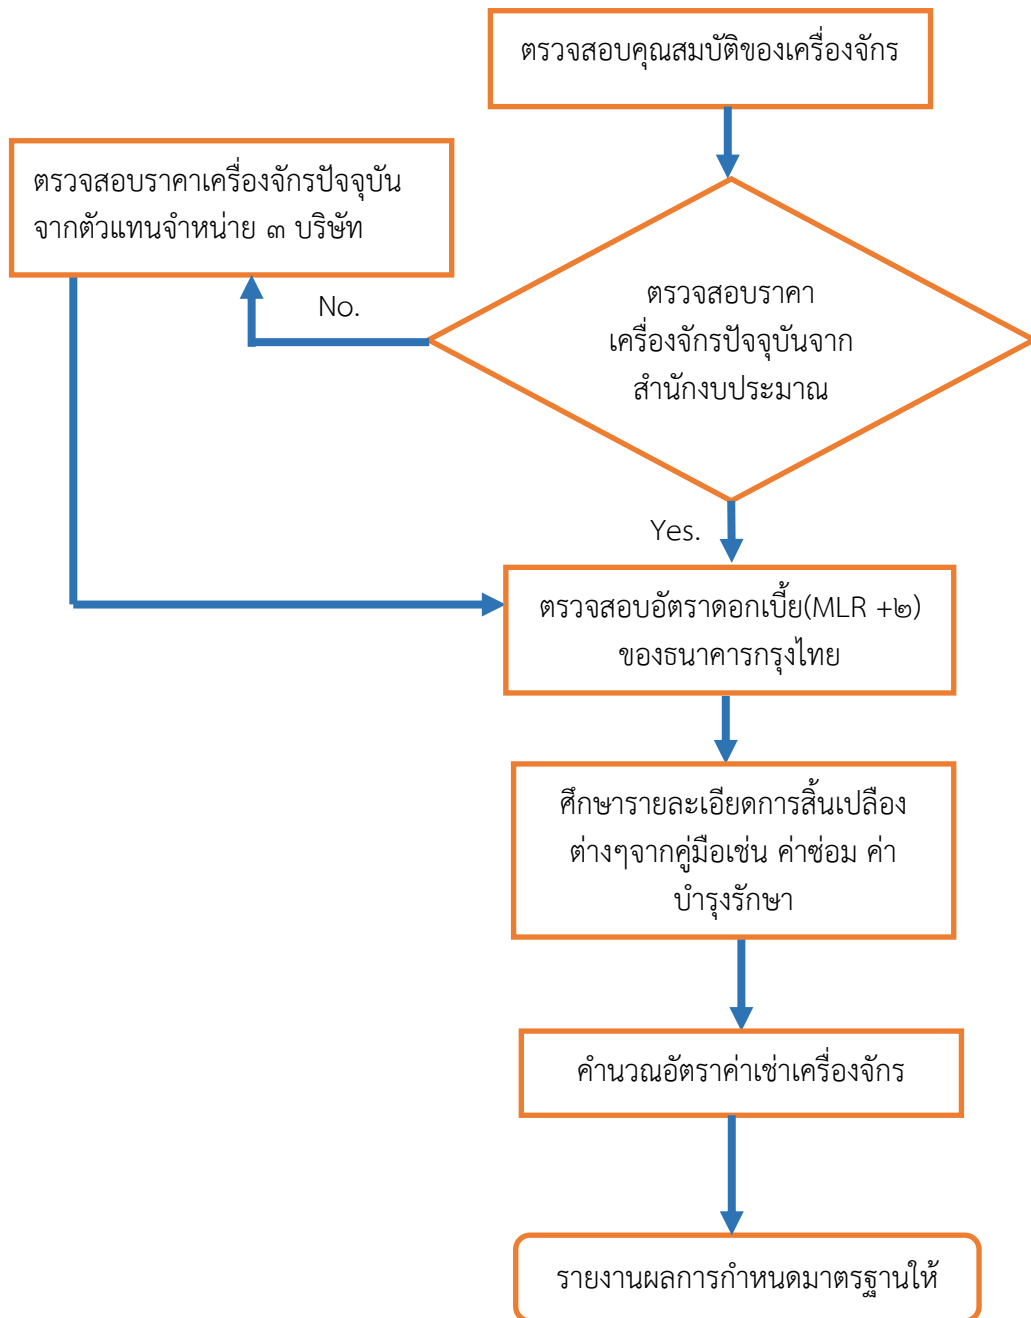 ตรวจสอบคุณสมบัติของเครื่องจักร
ตรวจสอบราคาเครื่องจักรปัจจุบัน
จากตัวแทนจำหน่าย ๓ บริษัท
ตรวจสอบราคา
เครื่องจักรปัจจุบันจาก
สำนักงบประมาณ
No.
Yes.
ตรวจสอบอัตราดอกเบี้ย(MLR +๒)
ของธนาคารกรุงไทย
ศึกษารายละเอียดการสิ้นเปลือง
ต่างๆจากคู่มือเช่น ค่าซ่อม ค่า
บำรุงรักษา
คำนวณอัตราค่าเช่าเครื่องจักร
รายงานผลการกำหนดมาตรฐานให้